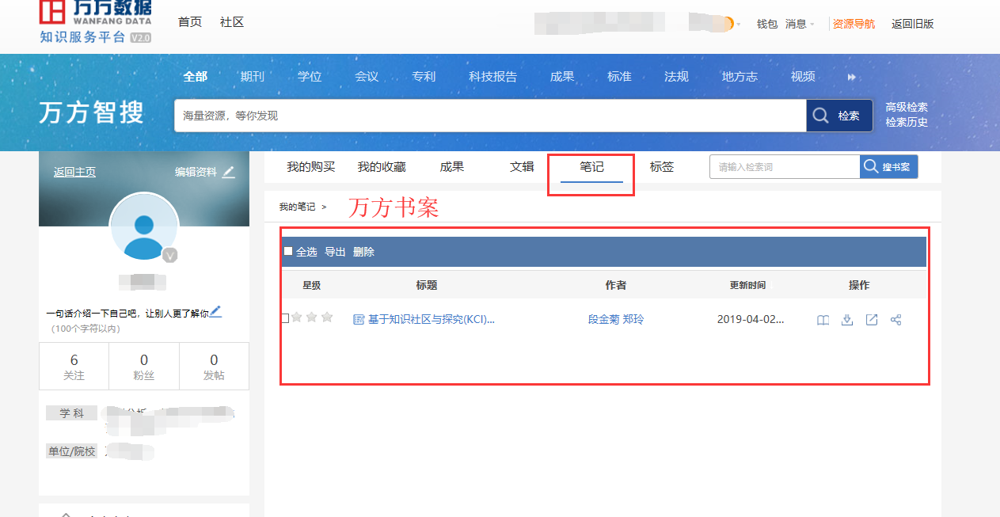 万方数据
WANFANG DATA
知识服务平台 V2.0
首页 社区
钱包 消息 资源导航 返回旧版
全部 期刊 学位 会议 专利 科技报告 成果 标准 法规 地方志 视频
万方智搜
海量资源，等你发现
检索
高级检索
检索历史
返回主页 编辑资料
V
一句话介绍一下自己吧，让别人更了解你
（100个字符以内）
6 0 0
关注 粉丝 发帖
学 科
单位/院校
我的购买 我的收藏 成果 文辑 笔记 标签
请输入检索词 搜书案
我的笔记 >
万方书案
全选 导出 删除
星级 标题 作者 更新时间 操作
基于知识社区与探究(KCI)... 段金菊 郑玲 2019-04-02...